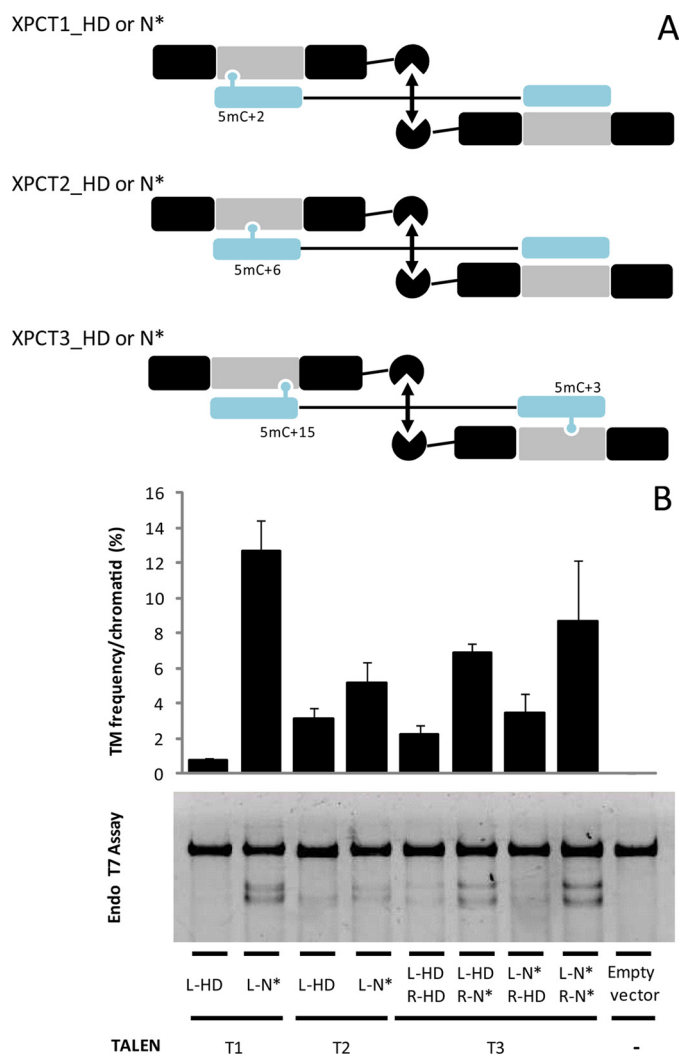 XPCT1_HD or N*
A
5mC+2
XPCT2_HD or N*
5mC+6
XPCT3_HD or N*
5mC+3
5mC+15
B
TM frequency/chromatid (%)
16
14
12
10
8
6
4
2
0
Endo T7 Assay
L-HD L-N* L-HD L-N* L-HD L-HD L-N* L-N* Empty
R-HD R-N* R-HD R-N* vector
TALEN T1 T2 T3 -